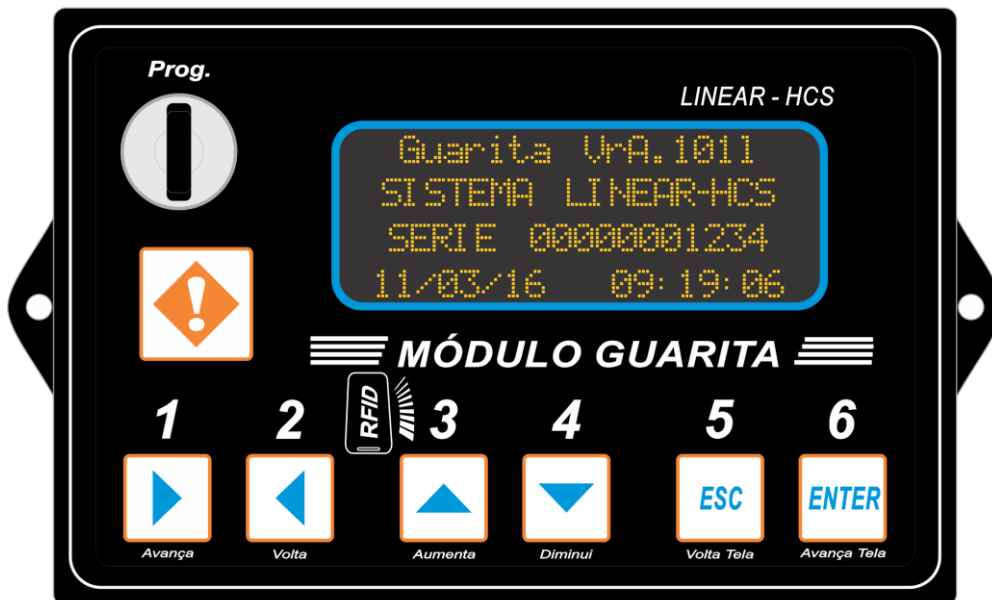 Prog.
LINEAR - HCS
Guarita VrA.1011
SISTEMA LINEAR-HCS
SERIE 00000001234
11/03/16 09:19:06
!
MÓDULO GUARITA
1 2 RFID 3 4 5 6
ESC ENTER
Avança Volta Aumenta Diminui Volta Tela Avança Tela